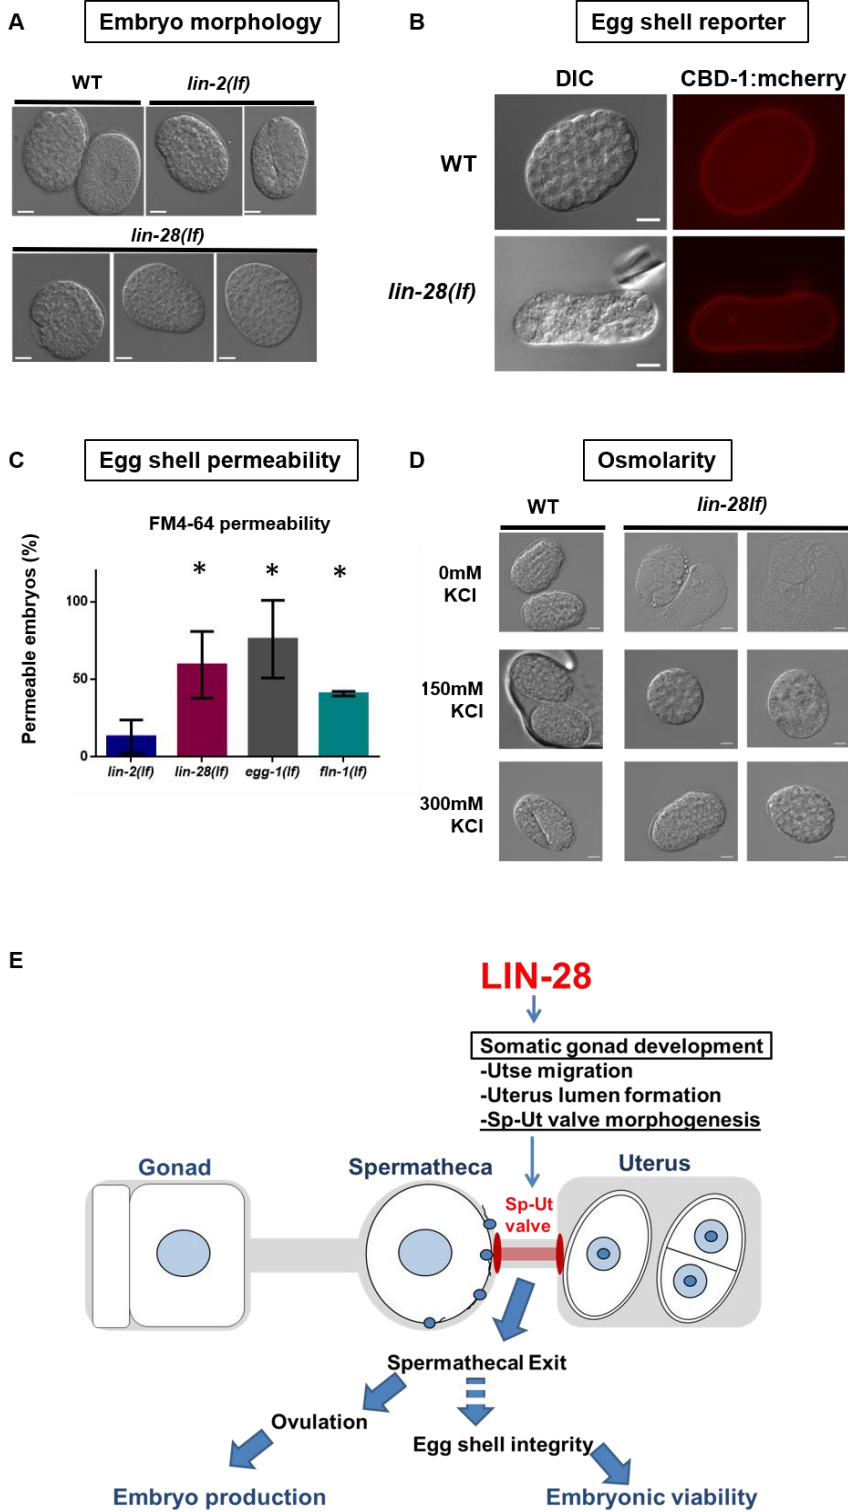 A
Embryo morphology
WT
lin-2(lf)
lin-28(lf)
B
Egg shell reporter
DIC
CBD-1:mcherry
WT
lin-28(lf)
C
Egg shell permeability
FM4-64 permeability
Permeable embryos (%)
100
50
0
*
*
*
lin-2(lf)
lin-28(lf)
egg-1(lf)
fln-1(lf)
D
Osmolarity
WT
lin-28lf)
0mM
KCl
150mM
KCl
300mM
KCl
E
LIN-28
Somatic gonad development
-Utse migration
-Uterus lumen formation
-Sp-Ut valve morphogenesis
Gonad
Spermatheca
Uterus
Sp-Ut
valve
Spermathecal Exit
Ovulation
Egg shell integrity
Embryo production
Embryonic viability